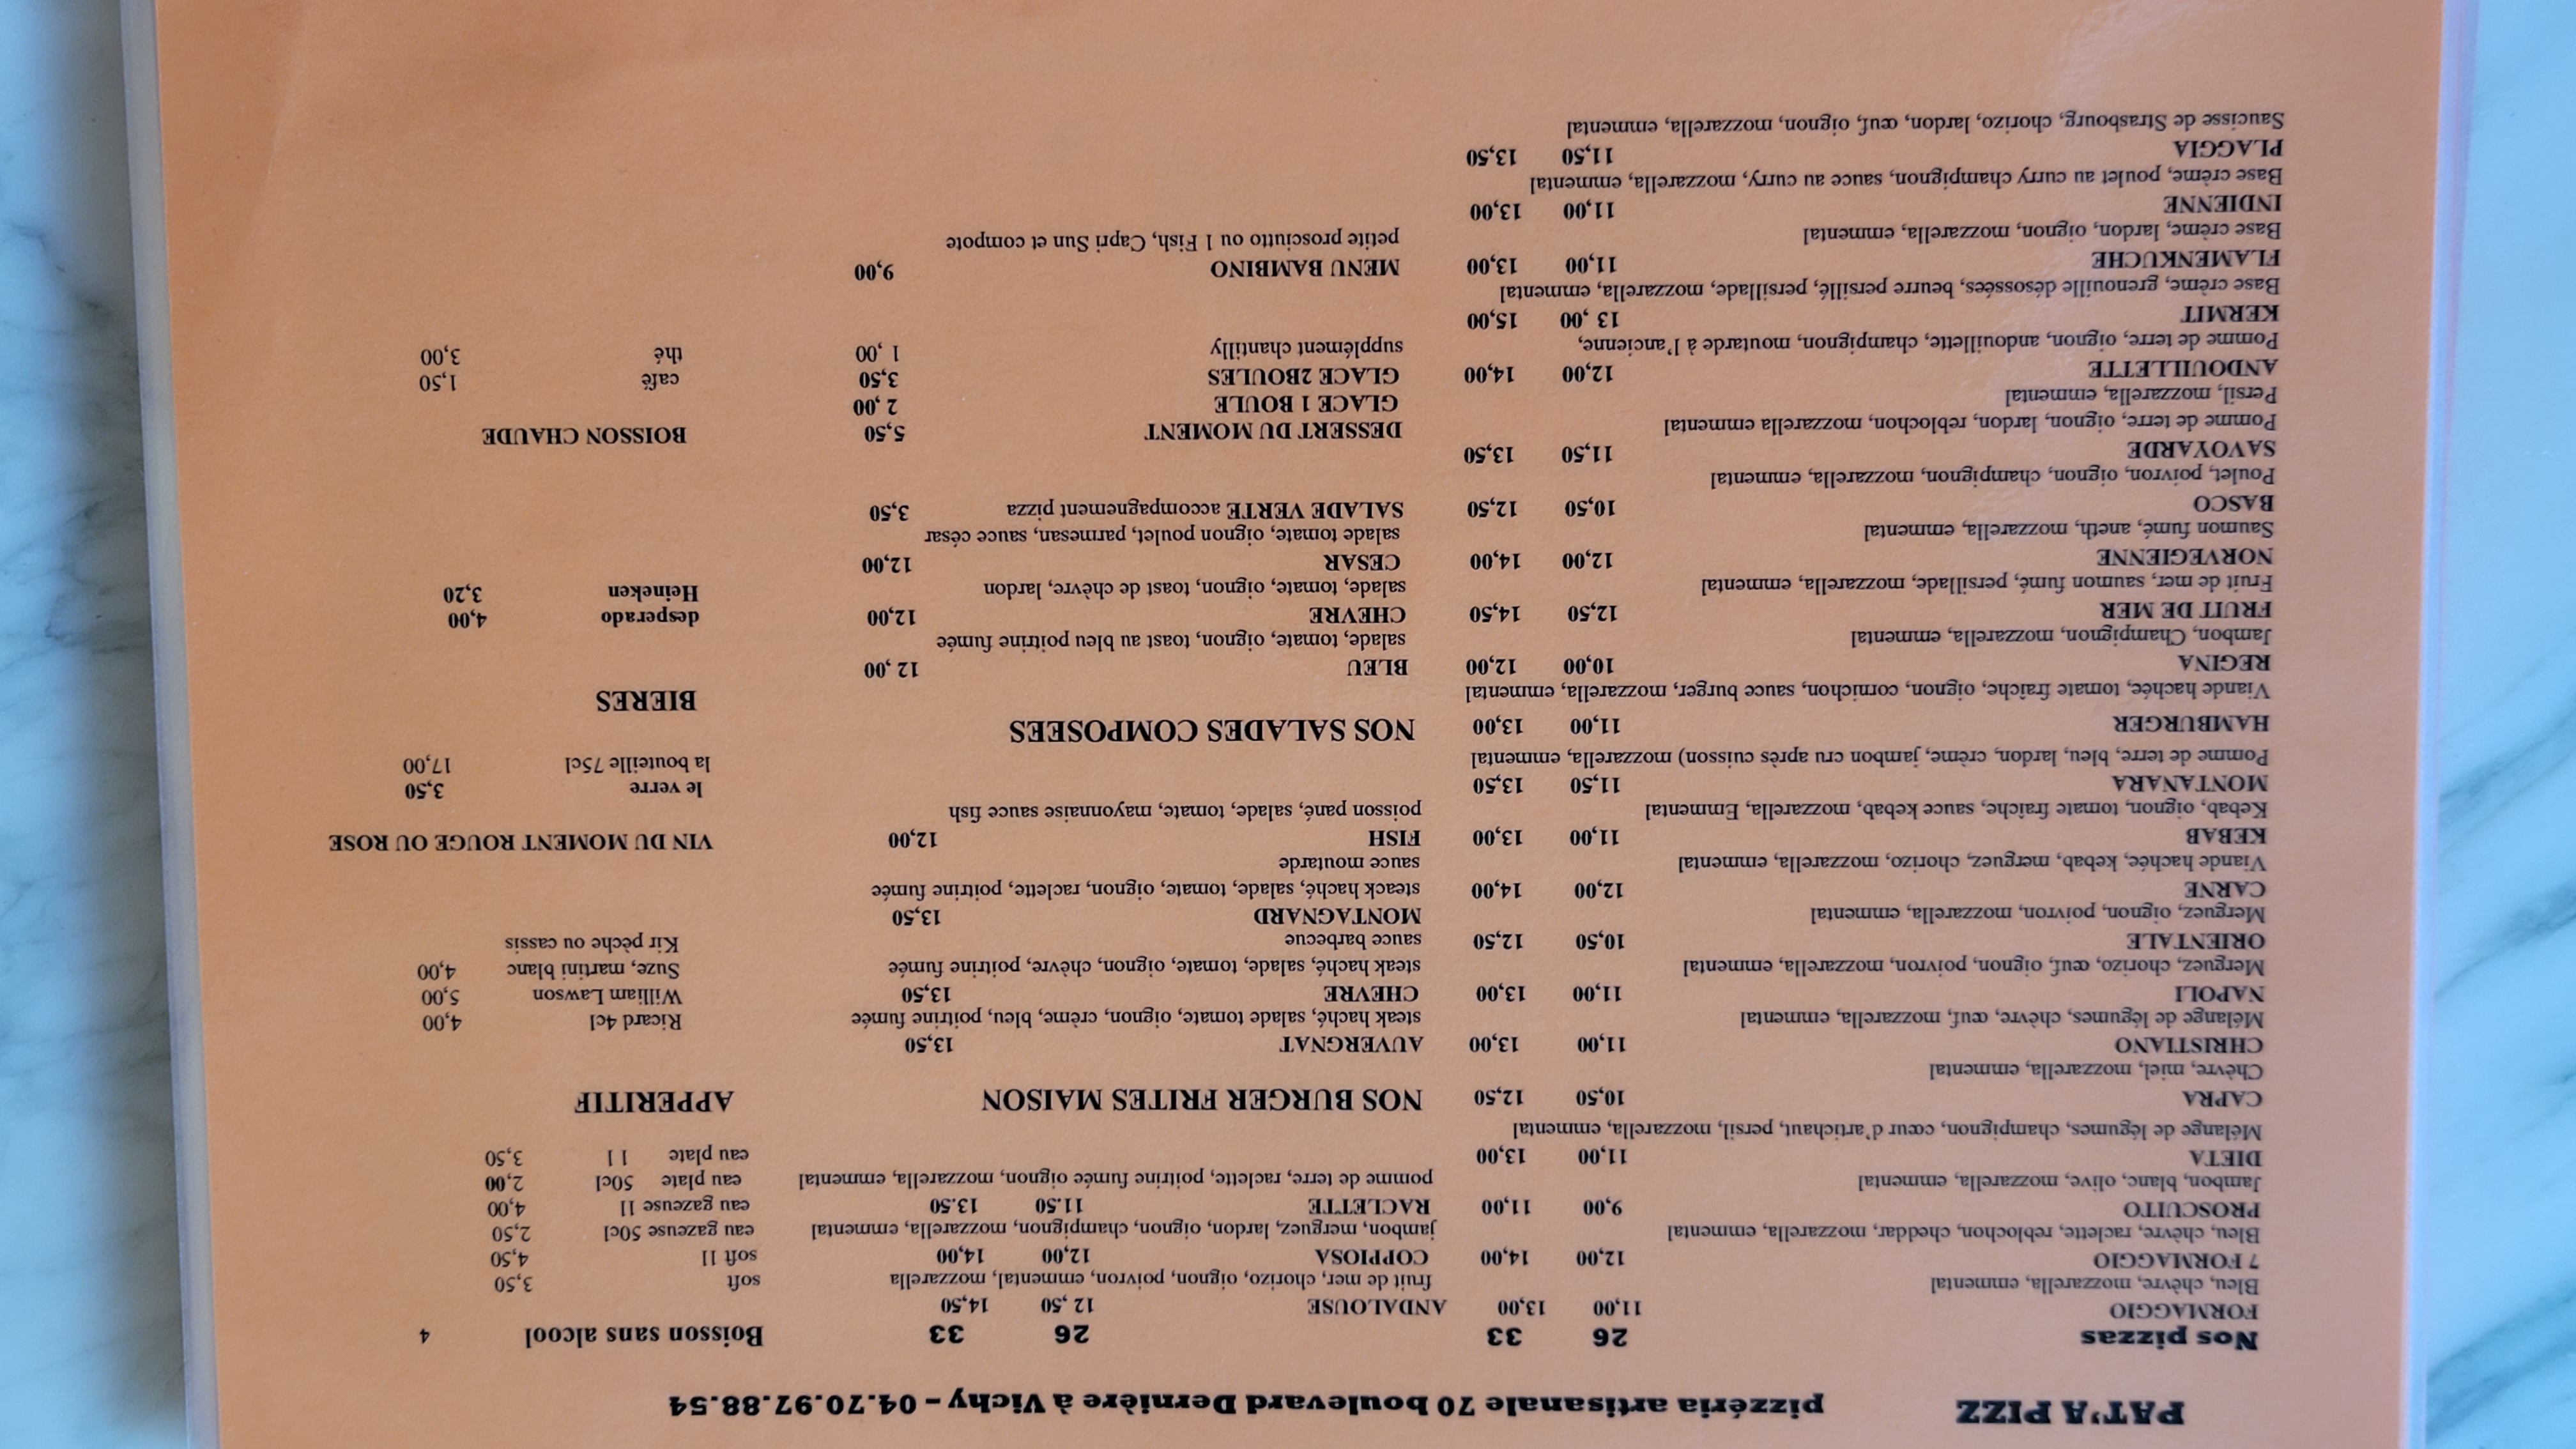 PAT'A PIZZ pizzéria artisanale 70 boulevard Dernière à Vichy - 04.70.97.88.54
Nos pizzas 26 33
FORMAGGIO 11,00 13,00
Bleu, chèvre, mozzarella, emmental
7 FORMAGGIO 12,00 14,00
Bleu, chèvre, raclette, reblochon, cheddar, mozzarella, emmental
PROSCUITO 9,00 11,00
Jambon, blanc, olive, mozzarella, emmental
DIETA 11,00 13,00
Mélange de légumes, champignon, cœur d'artichaut, persil, mozzarella, emmental
CAPRA 10,50 12,50
Chèvre, miel, mozzarella, emmental
CHRISTIANO 11,00 13,00
Mélange de légumes, chèvre, œuf, mozzarella, emmental
NAPOLI 11,00 13,00
Merguez, chorizo, œuf, oignon, poivron, mozzarella, emmental
ORIENTALE 10,50 12,50
Merguez, oignon, poivron, mozzarella, emmental
CARNE 12,00 14,00
Viande hachée, kebab, merguez, chorizo, mozzarella, emmental
KEBAB 11,00 13,00
Kebab, oignon, tomate fraîche, sauce kebab, mozzarella, Emmental
MONTANARA 11,50 13,50
Pomme de terre, bleu, lardon, crème, jambon cru après cuisson) mozzarella, emmental
HAMBURGER 11,00 13,00
Viande hachée, tomate fraîche, oignon, cornichon, sauce burger, mozzarella, emmental
REGINA 10,00 12,00
Jambon, Champignon, mozzarella, emmental
FRUIT DE MER 12,50 14,50
Fruit de mer, saumon fumé, persillade, mozzarella, emmental
NORVEGIENNE 12,00 14,00
Saumon fumé, aneth, mozzarella, emmental
BASCO 10,50 12,50
Poulet, poivron, oignon, champignon, mozzarella, emmental
SAVOYARDE 11,50 13,50
Pomme de terre, oignon, lardon, reblochon, mozzarella emmental
Persil, mozzarella, emmental
ANDOUILLETTE 12,00 14,00
Pomme de terre, oignon, andouillette, champignon, moutarde à l'ancienne,
KERMIT 13 ,00 15,00
Base crème, grenouille désossées, beurre persillé, persillade, mozzarella, emmental
FLAMENKUCHE 11,00 13,00
Base crème, lardon, oignon, mozzarella, emmental
INDIENNE 11,00 13,00
Base crème, poulet au curry champignon, sauce au curry, mozzarella, emmental
PLAGGIA 11,50 13,50
Saucisse de Strasbourg, chorizo, lardon, œuf, oignon, mozzarella, emmental
26 33
ANDALOUSE 12 ,50 14,50
fruit de mer, chorizo, oignon, poivron, emmental, mozzarella
COPPIOSA 12,00 14,00
jambon, merguez, lardon, oignon, champignon, mozzarella, emmental
RACLETTE 11.50 13.50
pomme de terre, raclette, poitrine fumée oignon, mozzarella, emmental
NOS BURGER FRITES MAISON
AUVERGNAT 13,50
steak haché, salade tomate, oignon, crème, bleu, poitrine fumée
CHEVRE 13,50
steak haché, salade, tomate, oignon, chèvre, poitrine fumée
sauce barbecue
MONTAGNARD 13,50
steack haché, salade, tomate, oignon, raclette, poitrine fumée
sauce moutarde
FISH 12,00
poisson pané, salade, tomate, mayonnaise sauce fish
NOS SALADES COMPOSEES
BLEU 12 ,00
salade, tomate, oignon, toast au bleu poitrine fumée
CHEVRE 12,00
salade, tomate, oignon, toast de chèvre, lardon
CESAR 12,00
salade tomate, oignon poulet, parmesan, sauce césar
SALADE VERTE accompagnement pizza 3,50
DESSERT DU MOMENT 5,50
GLACE 1 BOULE 2 ,00
GLACE 2BOULES 3,50
supplément chantilly 1 ,00
MENU BAMBINO 9,00
petite prosciutto ou 1 Fish, Capri Sun et compote
Boisson sans alcool 4
soft 3,50
soft 1l 4,50
eau gazeuse 50cl 2,50
eau gazeuse 1l 4,00
eau plate 50cl 2,00
eau plate 1 l 3,50
APPERITIF
Ricard 4cl 4,00
William Lawson 5,00
Suze, martini blanc 4,00
Kir pêche ou cassis
VIN DU MOMENT ROUGE OU ROSE
le verre 3,50
la bouteille 75cl 17,00
BIERES
desperado 4,00
Heineken 3,20
BOISSON CHAUDE
café 1,50
thé 3,00